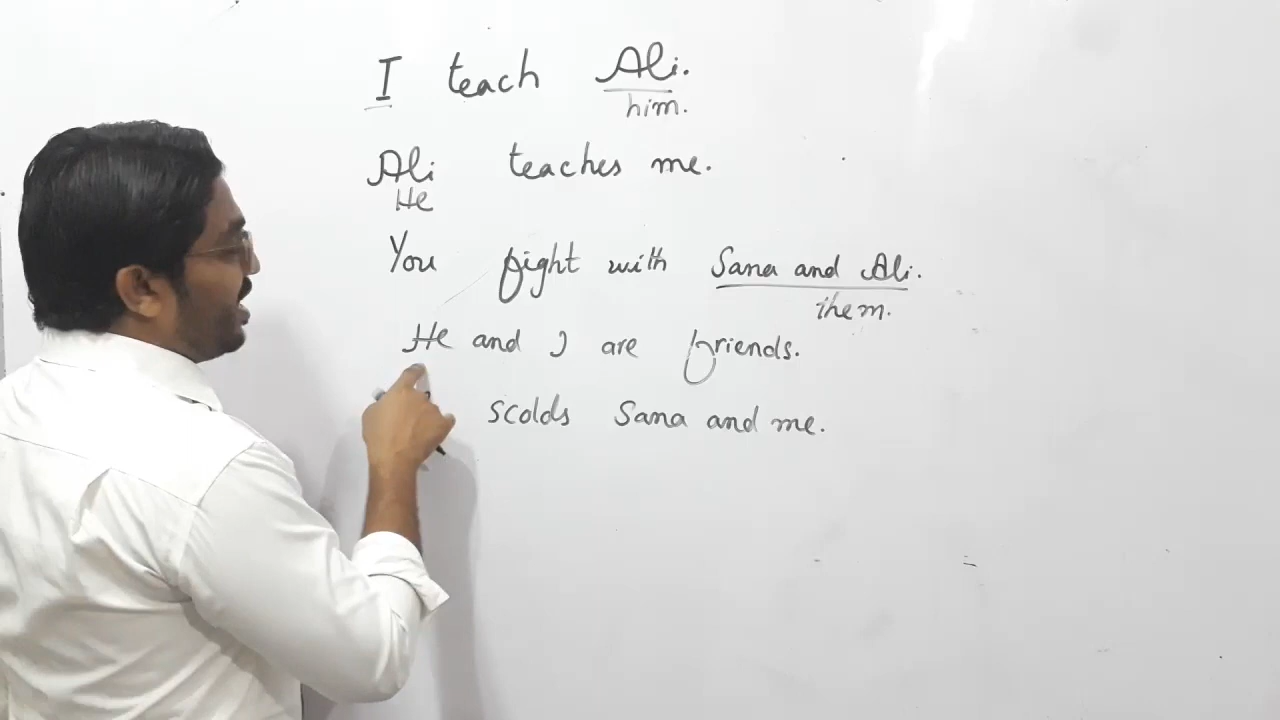 I teach Ali.
him.
Ali teaches me.
He
You fight with Sana and Ali.
them.
He and I are friends.
scolds Sana and me.